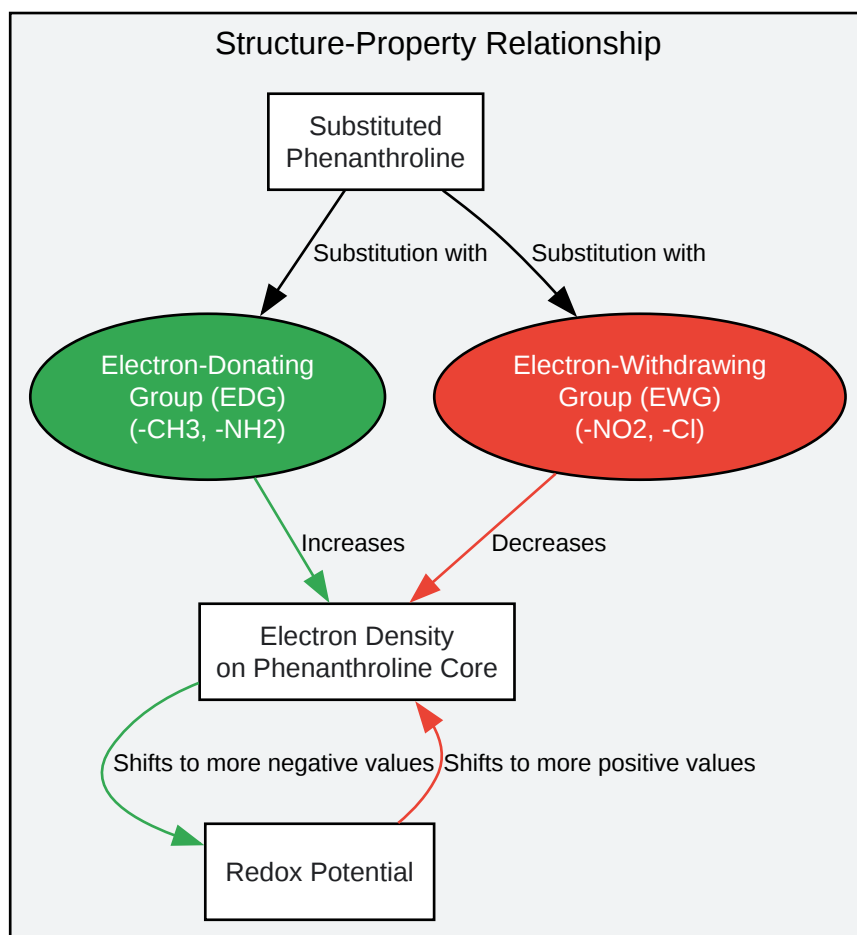 Structure-Property Relationship
Substituted
Phenanthroline
Substitution with
Substitution with
Electron-Donating
Group (EDG)
(-CH3, -NH2)
Electron-Withdrawing
Group (EWG)
(-NO2, -Cl)
Increases
Decreases
Electron Density
on Phenanthroline Core
Shifts to more negative values
Shifts to more positive values
Redox Potential